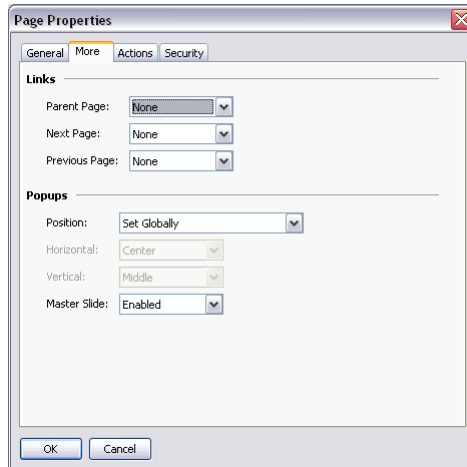 Page Properties
General More Actions Security
Links
Parent Page: None
Next Page: None
Previous Page: None
Popups
Position: Set Globally
Horizontal: Center
Vertical: Middle
Master Slide: Enabled
OK Cancel